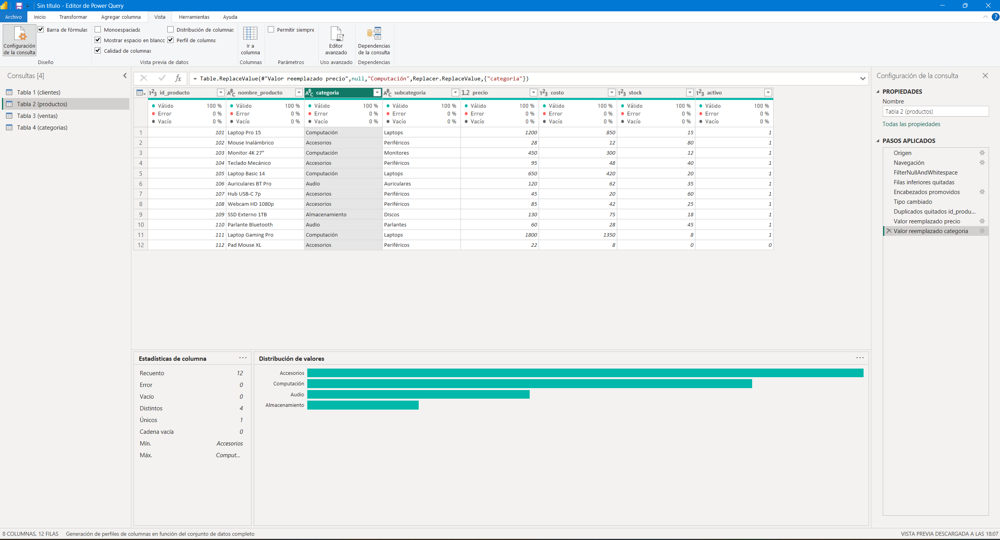 Sin título - Editor de Power Query
Archivo Inicio Transformar Agregar columna Vista Herramientas Ayuda
?
Configuración de la consulta
Barra de fórmulas
Diseño
Monoespaciada
Mostrar espacio en blanco
Calidad de columnas
Distribución de columnas
Perfil de columna
Vista previa de datos
Ir a columna
Columnas
Permitir siempre
Parámetros
Editor avanzado
Uso avanzado
Dependencias de la consulta
Dependencias
Consultas [4]
Tabla 1 (clientes)
Tabla 2 (productos)
Tabla 3 (ventas)
Tabla 4 (categorias)
fx = Table.ReplaceValue(#"Valor reemplazado precio",null,"Computación",Replacer.ReplaceValue,{"categoria"})
123 id_producto ABC nombre_producto ABC categoria ABC subcategoria 1.2 precio 123 costo 123 stock 123 activo
Válido 100 % Válido 100 % Válido 100 % Válido 100 % Válido 100 % Válido 100 % Válido 100 % Válido 100 %
Error 0 % Error 0 % Error 0 % Error 0 % Error 0 % Error 0 % Error 0 % Error 0 %
Vacío 0 % Vacío 0 % Vacío 0 % Vacío 0 % Vacío 0 % Vacío 0 % Vacío 0 % Vacío 0 %
1 101 Laptop Pro 15 Computación Laptops 1200 850 15 1
2 102 Mouse Inalámbrico Accesorios Periféricos 28 12 80 1
3 103 Monitor 4K 27" Computación Monitores 450 300 12 1
4 104 Teclado Mecánico Accesorios Periféricos 95 48 40 1
5 105 Laptop Basic 14 Computación Laptops 650 420 20 1
6 106 Auriculares BT Pro Audio Auriculares 120 62 35 1
7 107 Hub USB-C 7p Accesorios Periféricos 45 20 60 1
8 108 Webcam HD 1080p Accesorios Periféricos 85 42 25 1
9 109 SSD Externo 1TB Almacenamiento Discos 130 75 18 1
10 110 Parlante Bluetooth Audio Parlantes 60 28 45 1
11 111 Laptop Gaming Pro Computación Laptops 1800 1350 8 1
12 112 Pad Mouse XL Accesorios Periféricos 22 8 0 0
Estadísticas de columna ...
Recuento 12
Error 0
Vacío 0
Distintos 4
Únicos 1
Cadena vacía 0
Mín. Accesorios
Máx. Comput...
Distribución de valores ...
Accesorios
Computación
Audio
Almacenamiento
Configuración de la consulta
PROPIEDADES
Nombre
Tabla 2 (productos)
Todas las propiedades
PASOS APLICADOS
Origen
Navegación
FilterNullAndWhitespace
Filas inferiores quitadas
Encabezados promovidos
Tipo cambiado
Duplicados quitados id_produ...
Valor reemplazado precio
Valor reemplazado categoria
8 COLUMNAS, 12 FILAS Generación de perfiles de columnas en función del conjunto de datos completo
VISTA PREVIA DESCARGADA A LAS 18:07